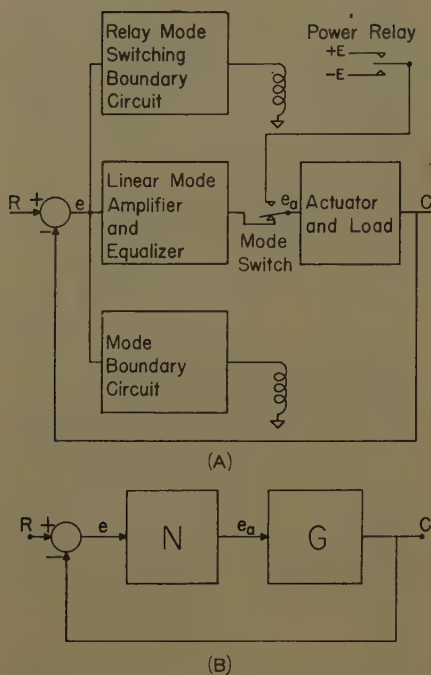 Relay Mode
Switching
Boundary
Circuit
Power Relay
+E
-E
R
+
-
e
Linear Mode
Amplifier
and
Equalizer
Mode
Switch
ea
Actuator
and Load
C
Mode
Boundary
Circuit
(A)
R
+
-
e
N
ea
G
C
(B)